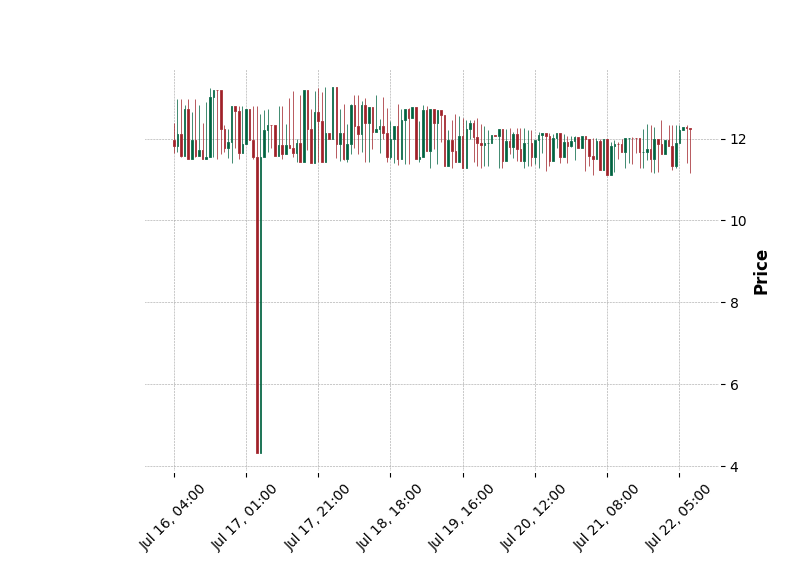 12
10
8
6
4
Price
Jul 16, 04:00
Jul 17, 01:00
Jul 17, 21:00
Jul 18, 18:00
Jul 19, 16:00
Jul 20, 12:00
Jul 21, 08:00
Jul 22, 05:00